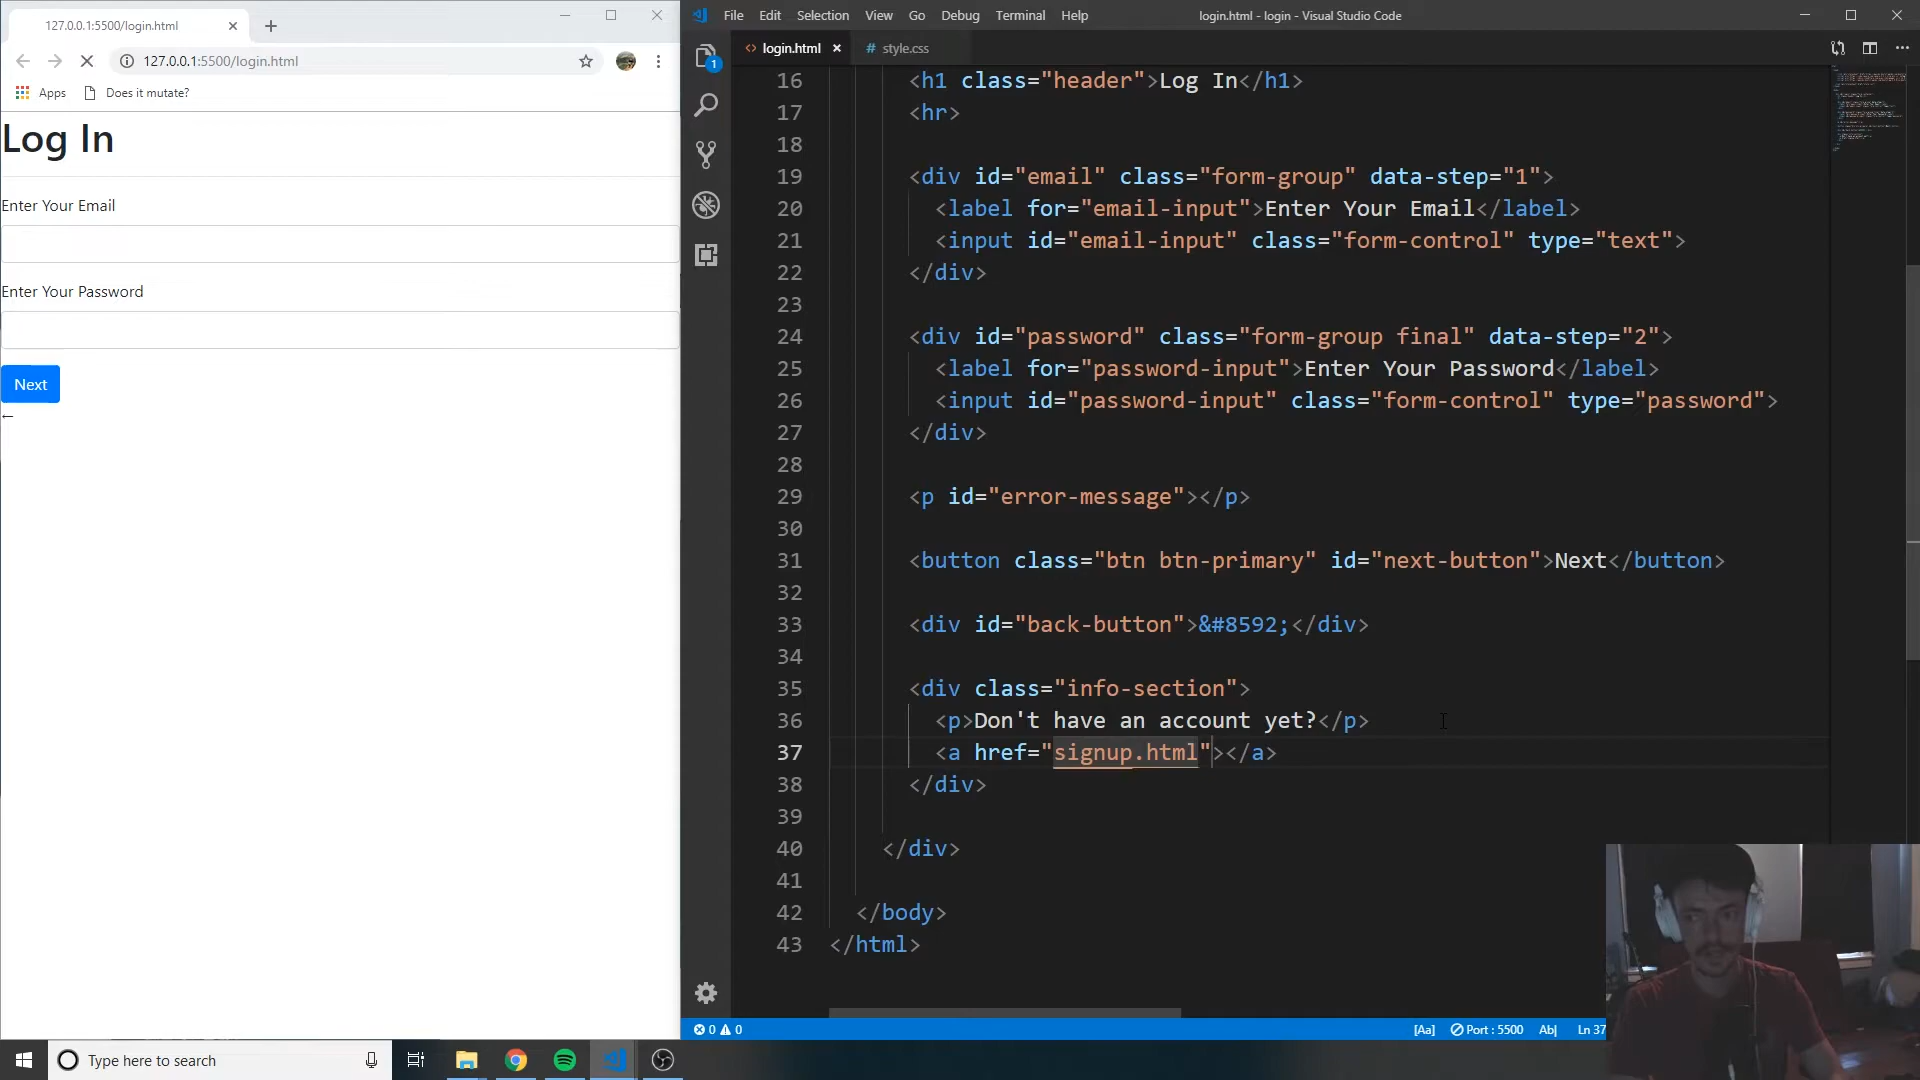 127.0.0.1:5500/login.html
127.0.0.1:5500/login.html
Apps
Does it mutate?
Log In
Enter Your Email
Enter Your Password
Next
←
File Edit Selection View Go Debug Terminal Help
login.html - login - Visual Studio Code
login.html
# style.css
1
16 <h1 class="header">Log In</h1>
17 <hr>
18
19 <div id="email" class="form-group" data-step="1">
20 <label for="email-input">Enter Your Email</label>
21 <input id="email-input" class="form-control" type="text">
22 </div>
23
24 <div id="password" class="form-group final" data-step="2">
25 <label for="password-input">Enter Your Password</label>
26 <input id="password-input" class="form-control" type="password">
27 </div>
28
29 <p id="error-message"></p>
30
31 <button class="btn btn-primary" id="next-button">Next</button>
32
33 <div id="back-button">&#8592;</div>
34
35 <div class="info-section">
36 <p>Don't have an account yet?</p>
37 <a href="signup.html"></a>
38 </div>
39
40 </div>
41
42 </body>
43 </html>
0 0
[Aa] Port : 5500 Ab| Ln 37
Type here to search